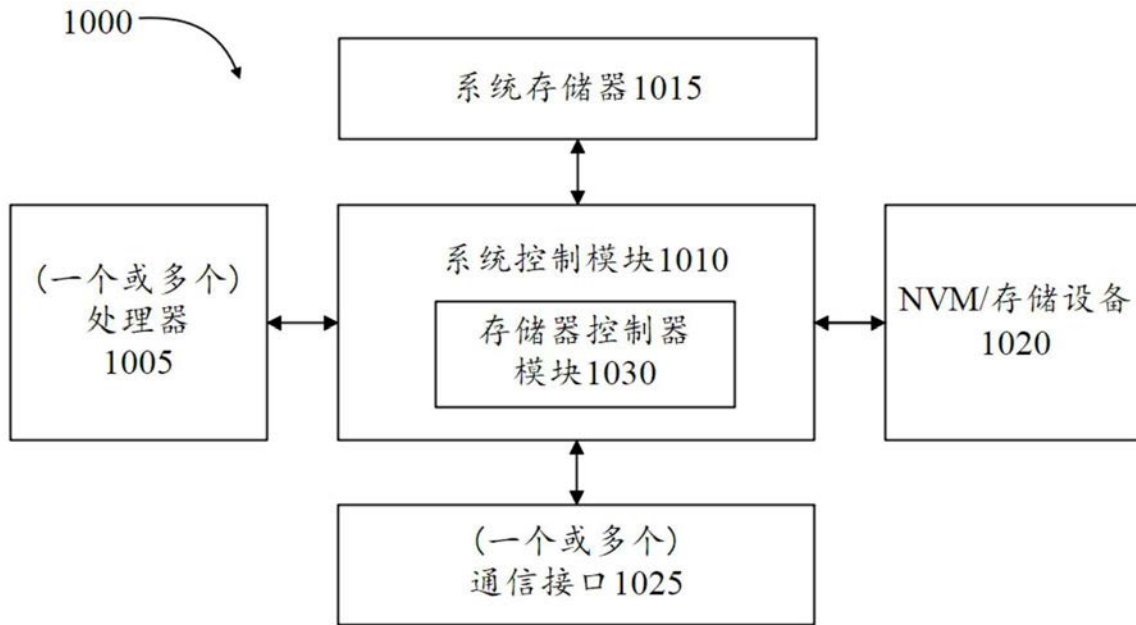 1000
系统存储器1015
(一个或多个)
处理器
1005
系统控制模块1010
存储器控制器
模块1030
NVM/存储设备
1020
(一个或多个)
通信接口1025